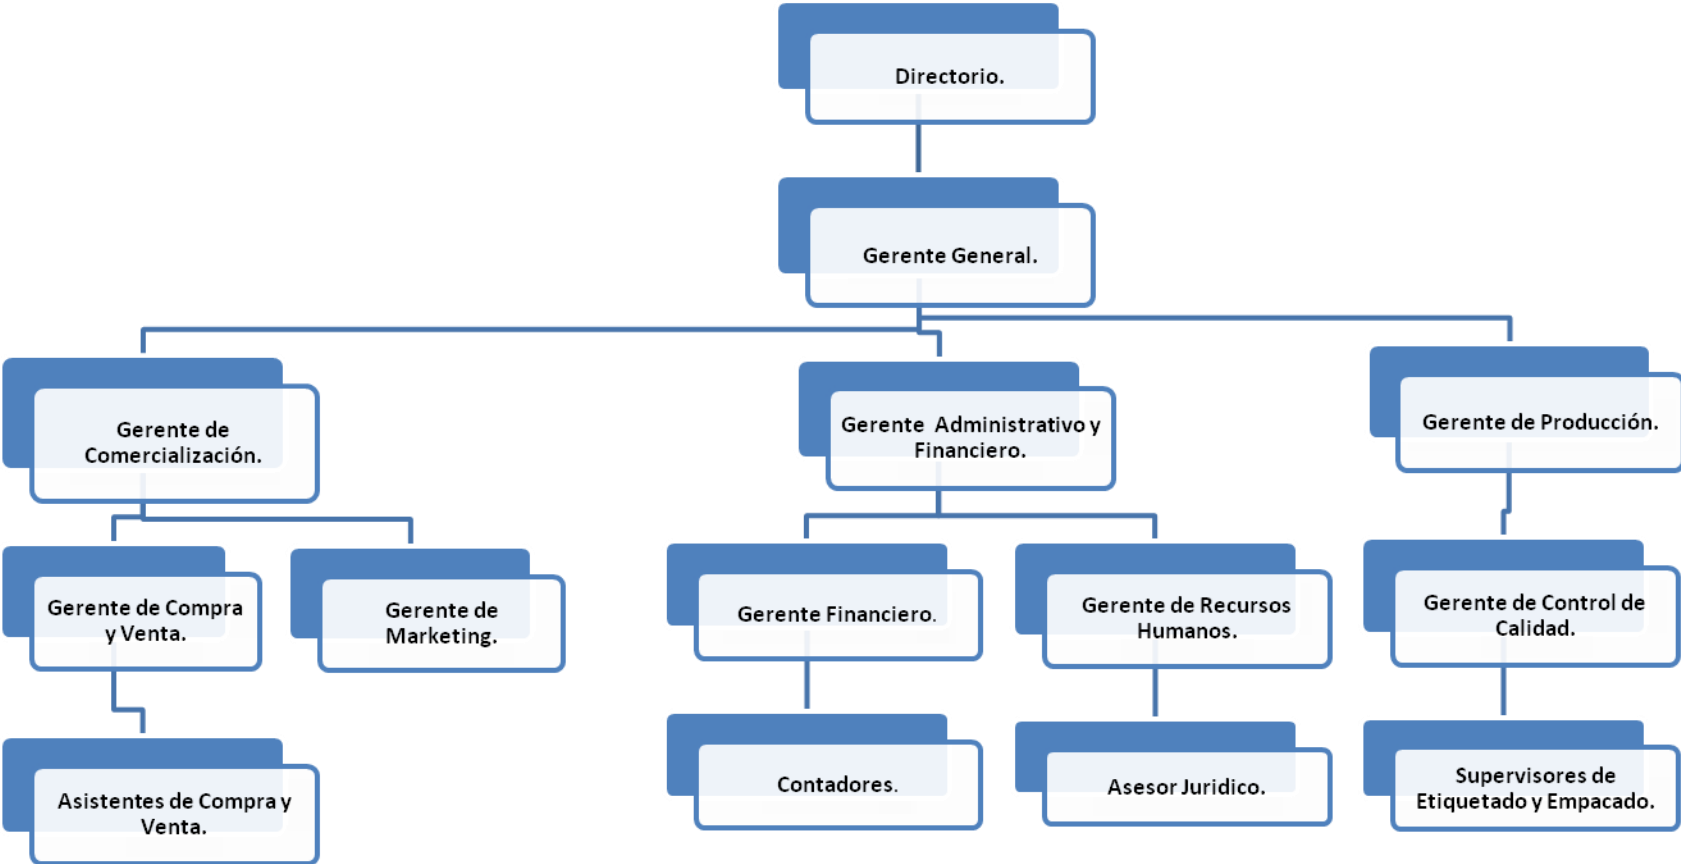 Directorio.
Gerente General.
Gerente de
Comercialización.
Gerente Administrativo y
Financiero.
Gerente de Producción.
Gerente de Compra
y Venta.
Gerente de
Marketing.
Gerente Financiero.
Gerente de Recursos
Humanos.
Gerente de Control de
Calidad.
Asistentes de Compra y
Venta.
Contadores.
Asesor Juridico.
Supervisores de
Etiquetado y Empacado.